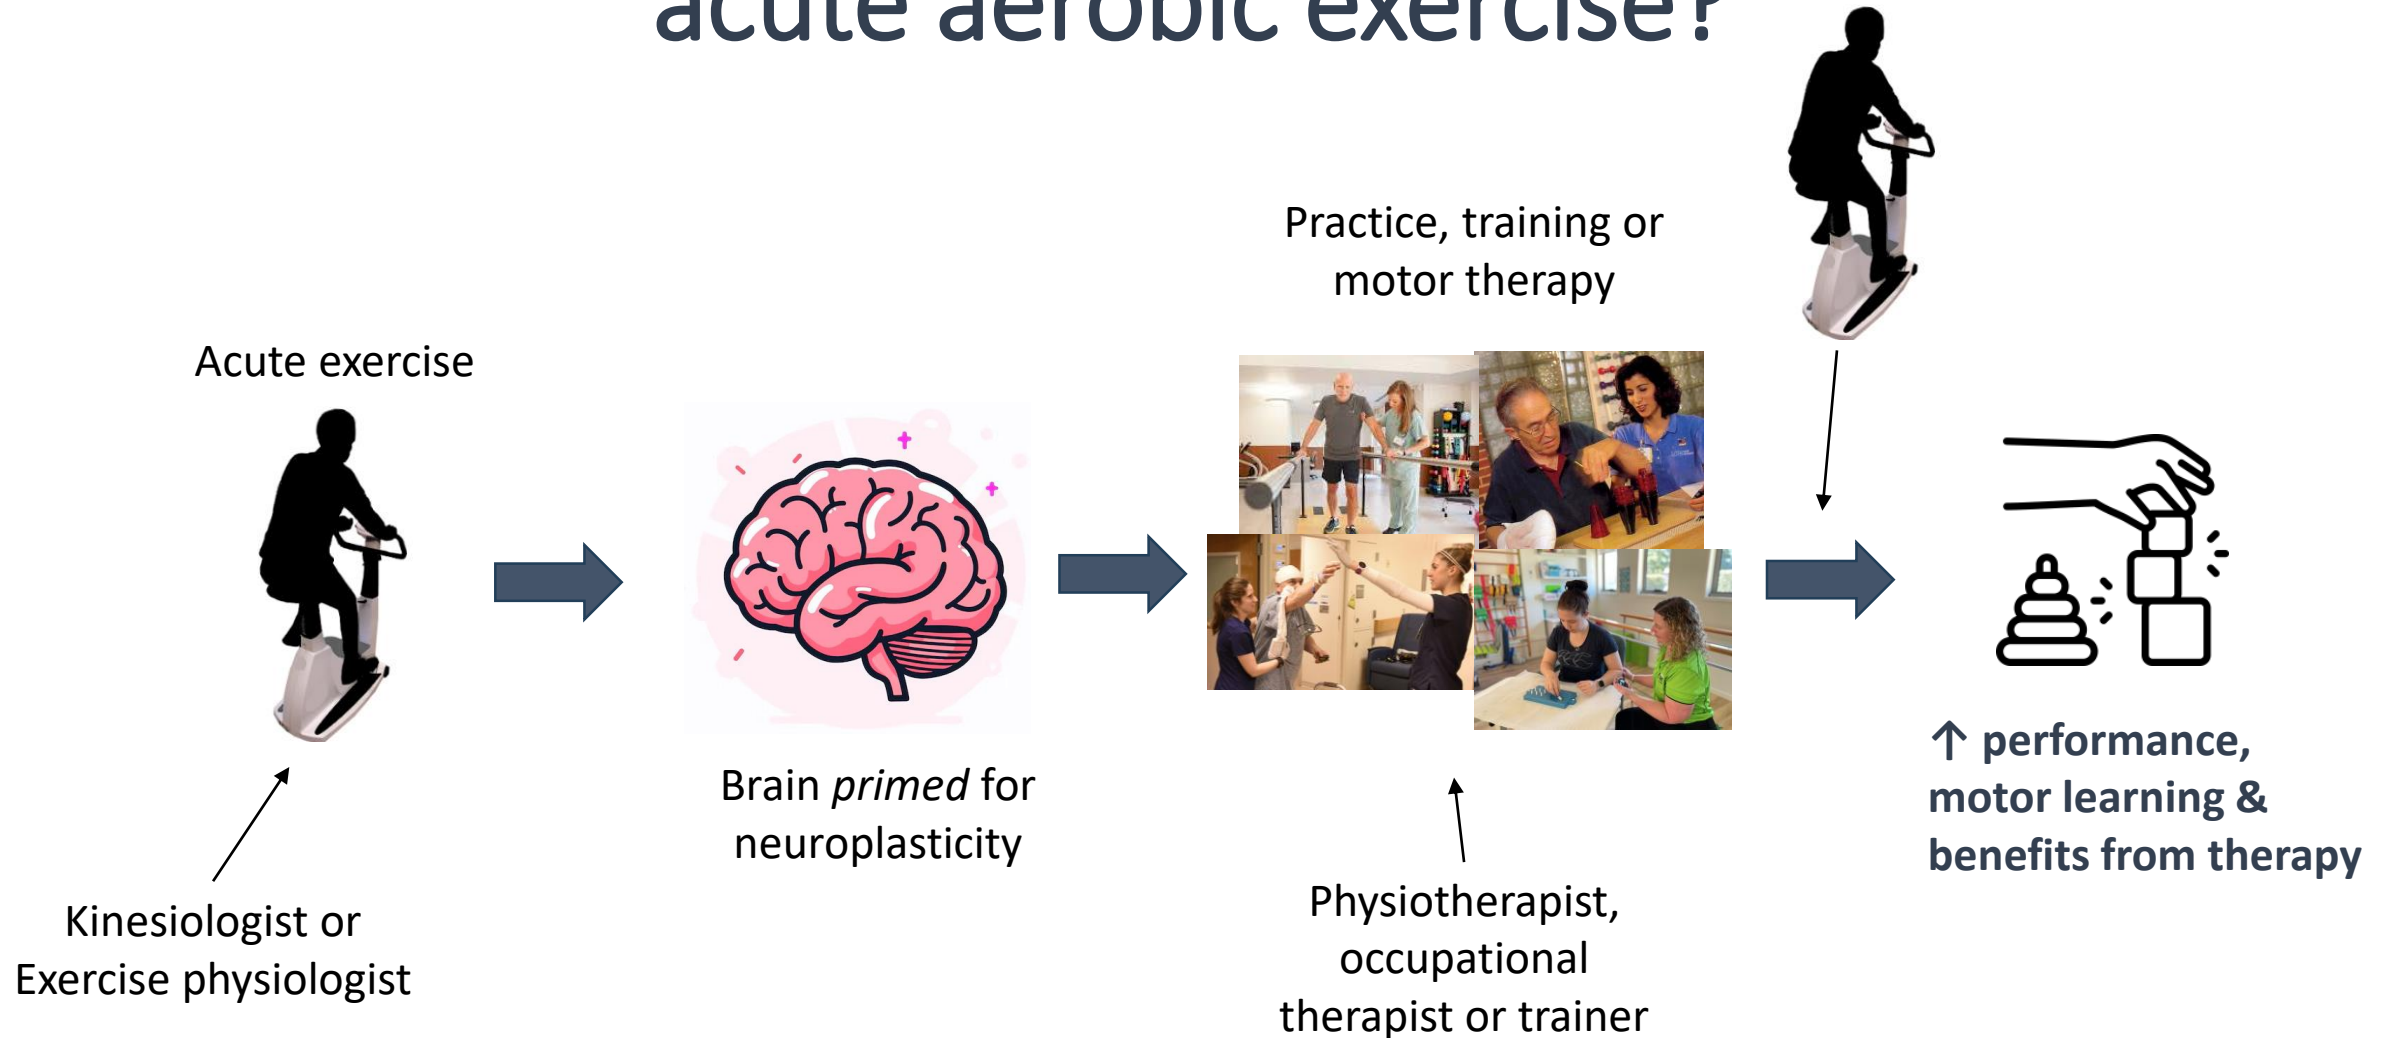 acute aerobic exercise?
Practice, training or
motor therapy
Acute exercise
Brain primed for
neuroplasticity
↑ performance,
motor learning &
benefits from therapy
Kinesiologist or
Exercise physiologist
Physiotherapist,
occupational
therapist or trainer